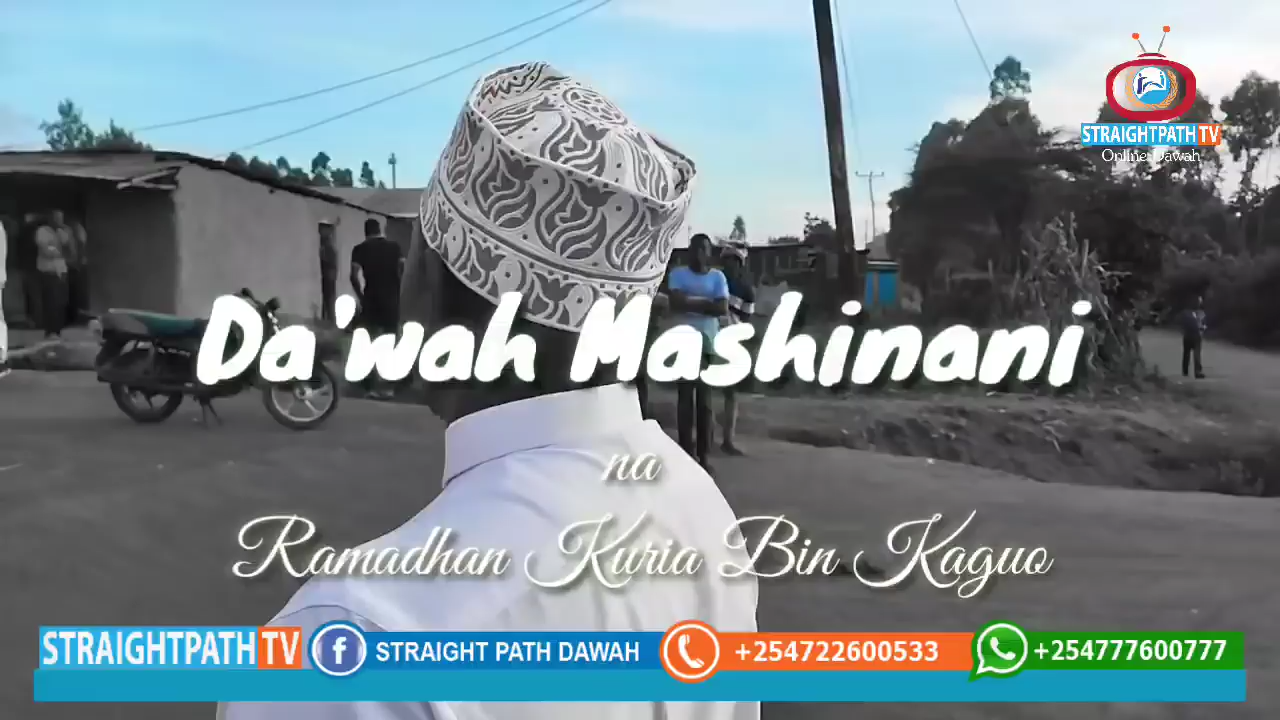 STRAIGHTPATH TV
Online Dawah
Da'wah Mashinani
na
Ramadhan Kuria Bin Kaguo
STRAIGHTPATH TV
STRAIGHT PATH DAWAH
+254722600533
+254777600777